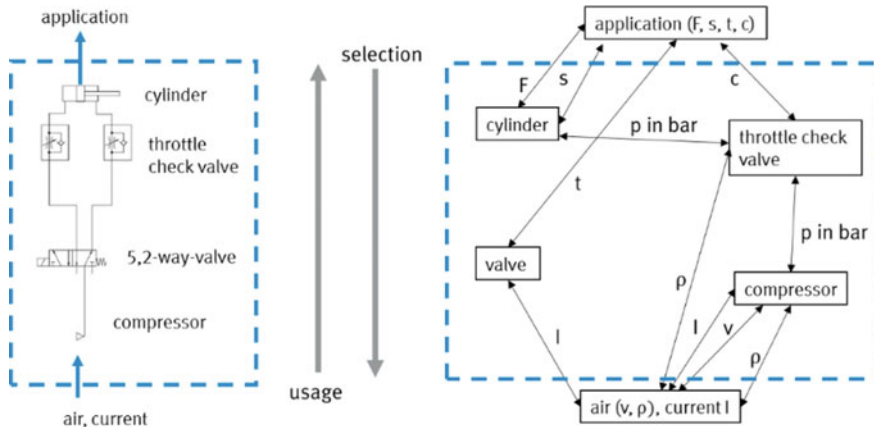 application
cylinder
throttle
check valve
5,2-way-valve
compressor
air, current
selection
usage
application (F, s, t, c)
F
s
c
cylinder
p in bar
throttle check
valve
t
p in bar
valve
ρ
compressor
I
I
v
ρ
air (v, ρ), current I